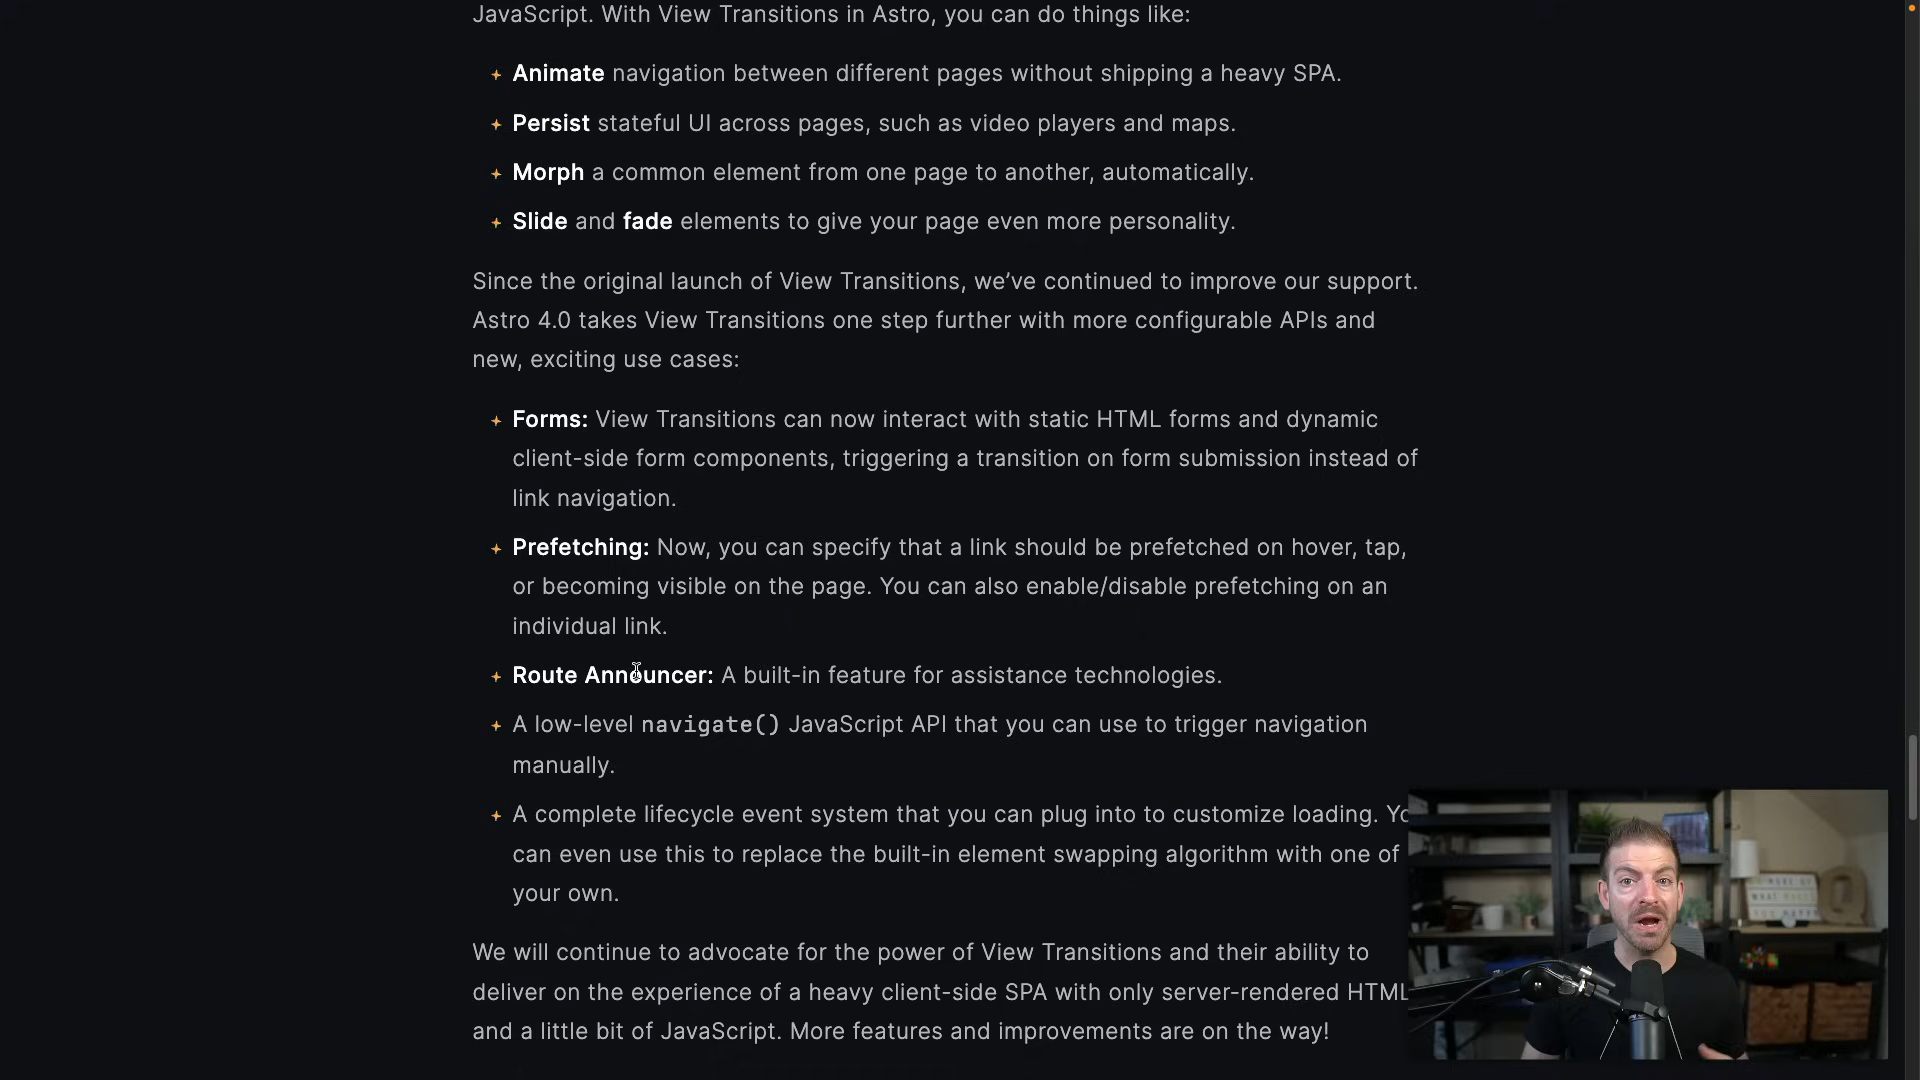 JavaScript. With View Transitions in Astro, you can do things like:
Animate navigation between different pages without shipping a heavy SPA.
Persist stateful UI across pages, such as video players and maps.
Morph a common element from one page to another, automatically.
Slide and fade elements to give your page even more personality.
Since the original launch of View Transitions, we’ve continued to improve our support.
Astro 4.0 takes View Transitions one step further with more configurable APIs and
new, exciting use cases:
Forms: View Transitions can now interact with static HTML forms and dynamic
client-side form components, triggering a transition on form submission instead of
link navigation.
Prefetching: Now, you can specify that a link should be prefetched on hover, tap,
or becoming visible on the page. You can also enable/disable prefetching on an
individual link.
Route Announcer: A built-in feature for assistance technologies.
A low-level navigate() JavaScript API that you can use to trigger navigation
manually.
A complete lifecycle event system that you can plug into to customize loading.
can even use this to replace the built-in element swapping algorithm with one of
your own.
We will continue to advocate for the power of View Transitions and their ability to
deliver on the experience of a heavy client-side SPA with only server-rendered HTML
and a little bit of JavaScript. More features and improvements are on the way!